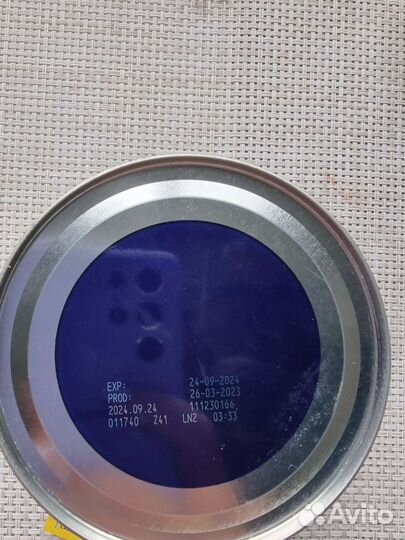 EXP: 24-09-2024
PROD: 26-03-2023
2024.09.24 111230166
011740 Z41 LN2 03:33
Avito